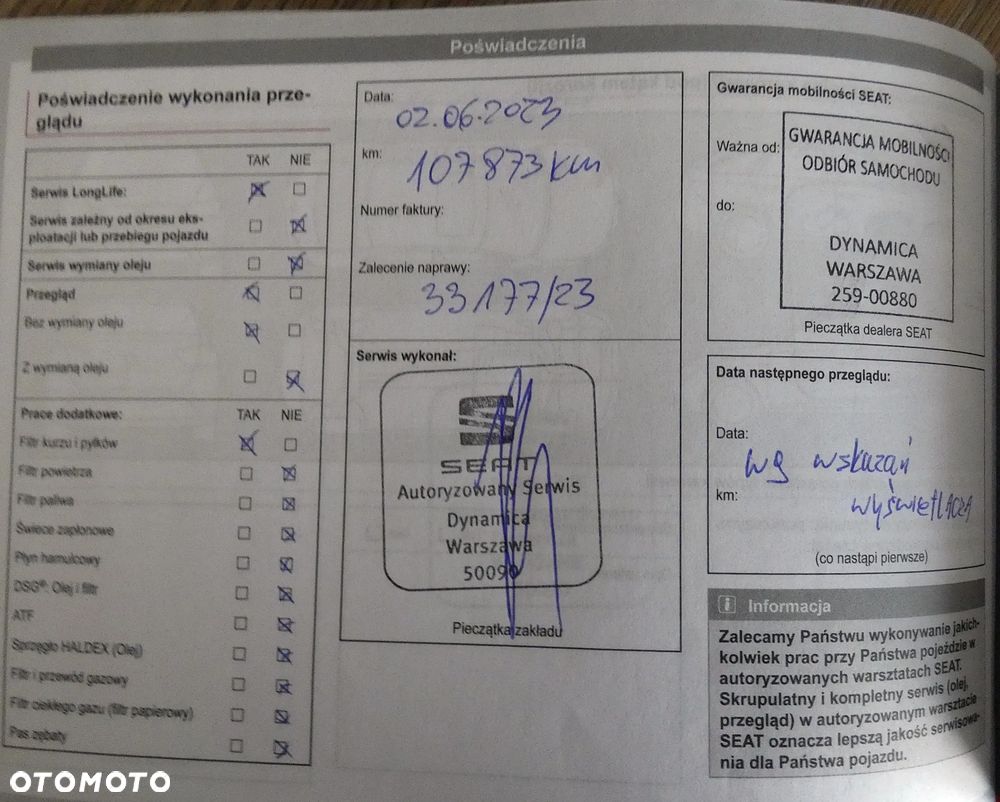 Poświadczenia
Poświadczenie wykonania prze-
glądu
TAK NIE
Serwis LongLife:
Serwis zależny od okresu eks-
ploatacji lub przebiegu pojazdu
Serwis wymiany oleju
Przegląd
Bez wymiany oleju
Z wymianą oleju
Prace dodatkowe: TAK NIE
Filtr kurzu i pyłków
Filtr powietrza
Filtr paliwa
Świece zapłonowe
Płyn hamulcowy
DSG®: Olej i filtr
ATF
Sprzęgło HALDEX (Olej)
Filtr i przewód gazowy
Filtr ciekłego gazu (filtr papierowy)
Pas zębaty
Data:
02.06.2023
km:
107 873 km
Numer faktury:
Zalecenie naprawy:
33177/23
Serwis wykonał:
SEAT
Autoryzowany Serwis
Dynamica
Warszawa
50090
Pieczątka zakładu
Gwarancja mobilności SEAT:
Ważna od:
do:
GWARANCJA MOBILNOŚCI
ODBIÓR SAMOCHODU
DYNAMICA
WARSZAWA
259-00880
Pieczątka dealera SEAT
Data następnego przeglądu:
Data:
wg wskazań
km:
wyświetlacza
(co nastąpi pierwsze)
i Informacja
Zalecamy Państwu wykonywanie jakich-
kolwiek prac przy Państwa pojeździe w
autoryzowanych warsztatach SEAT.
Skrupulatny i kompletny serwis (olej,
przegląd) w autoryzowanym warsztacie
SEAT oznacza lepszą jakość serwisowa-
nia dla Państwa pojazdu.
OTOMOTO